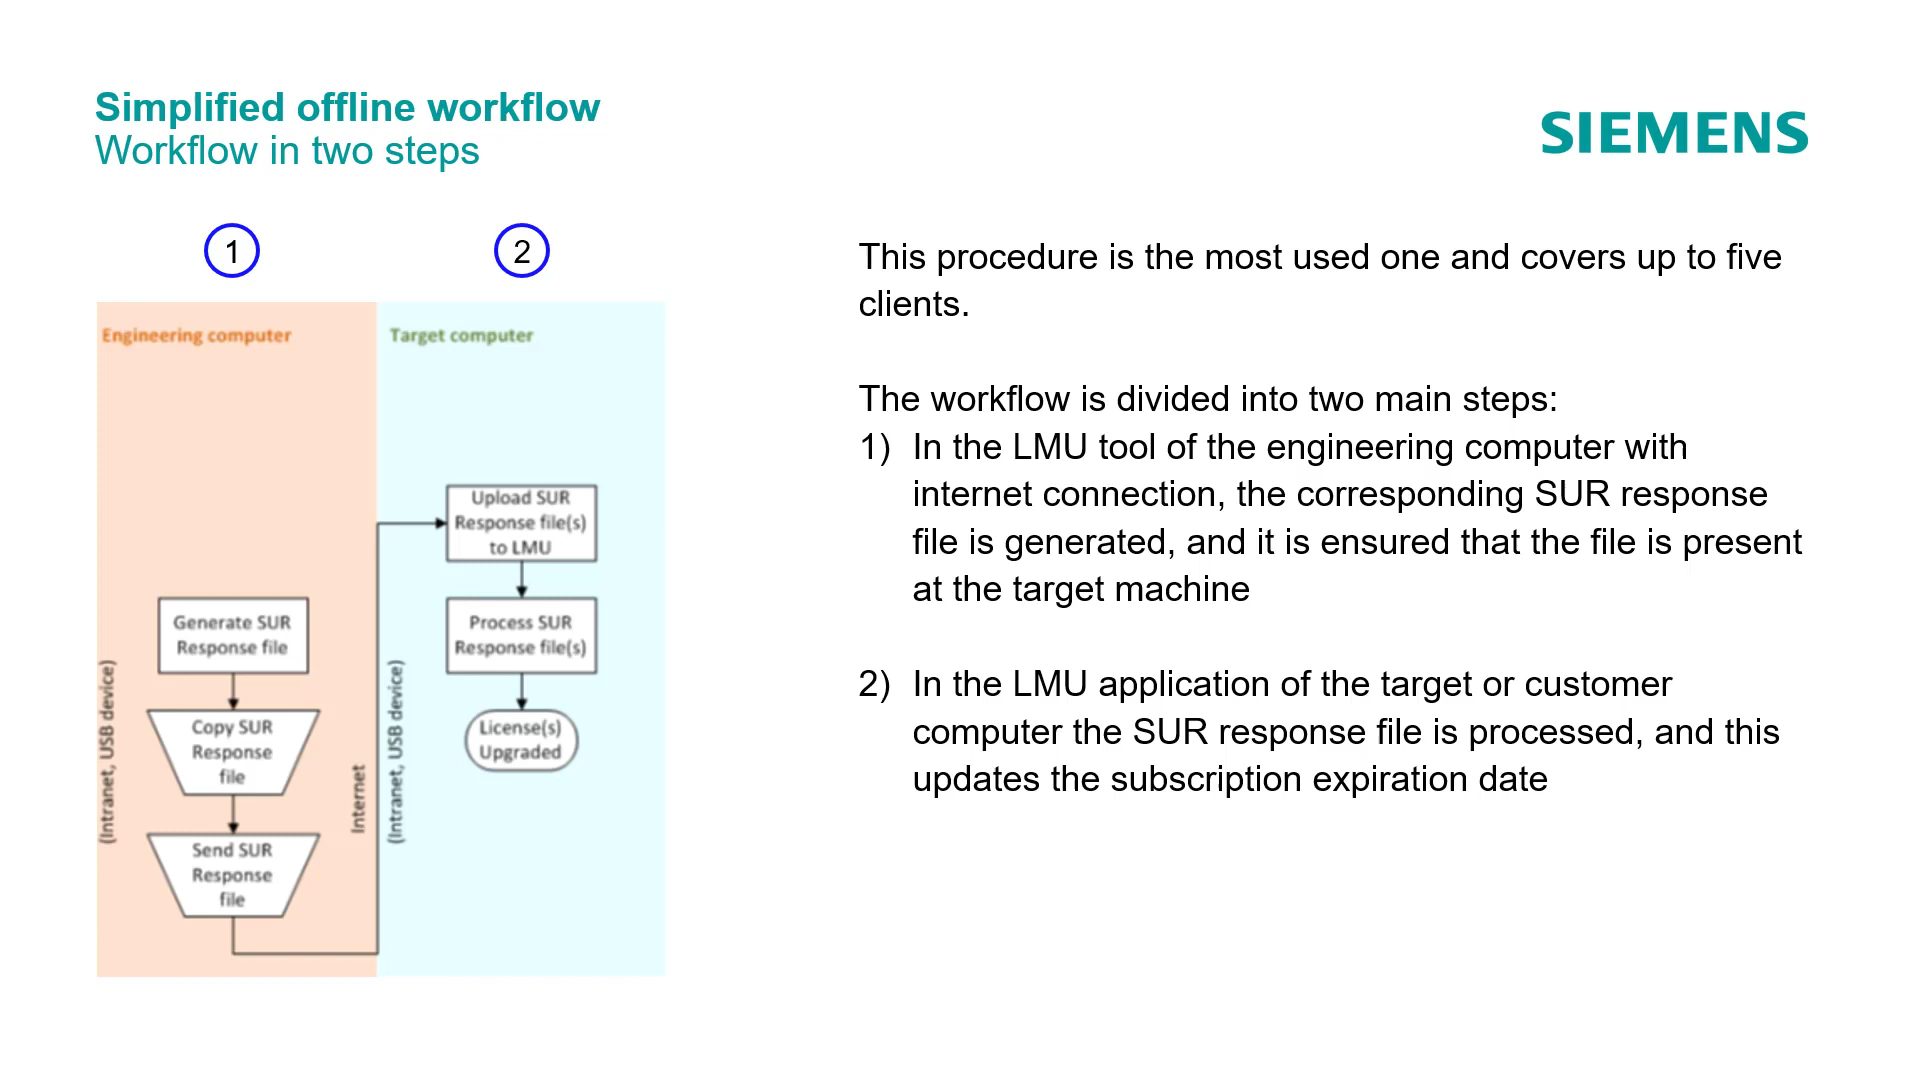 Simplified offline workflow
Workflow in two steps
SIEMENS
1
2
Engineering computer
Target computer
Generate SUR
Response file
Copy SUR
Response
file
Send SUR
Response
file
(Intranet, USB device)
Internet
(Intranet, USB device)
Upload SUR
Response file(s)
to LMU
Process SUR
Response file(s)
License(s)
Upgraded
This procedure is the most used one and covers up to five
clients.
The workflow is divided into two main steps:
1) In the LMU tool of the engineering computer with
internet connection, the corresponding SUR response
file is generated, and it is ensured that the file is present
at the target machine
2) In the LMU application of the target or customer
computer the SUR response file is processed, and this
updates the subscription expiration date